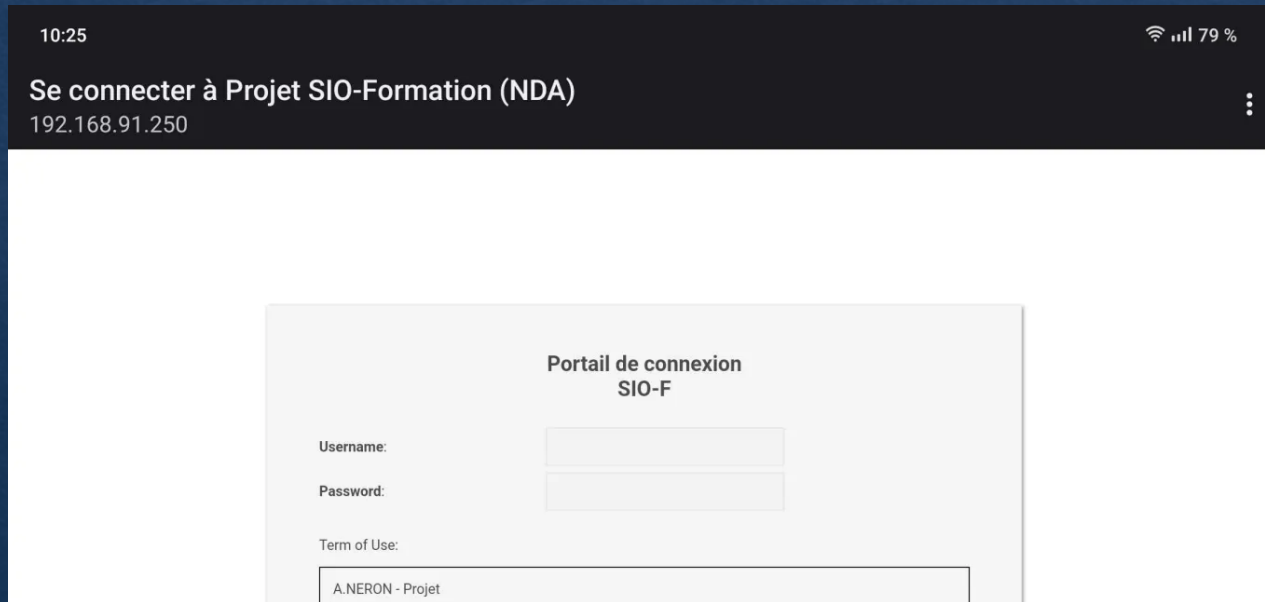 10:25
79 %
Se connecter à Projet SIO-Formation (NDA)
192.168.91.250
Portail de connexion
SIO-F
Username:
Password:
Term of Use:
A.NERON - Projet